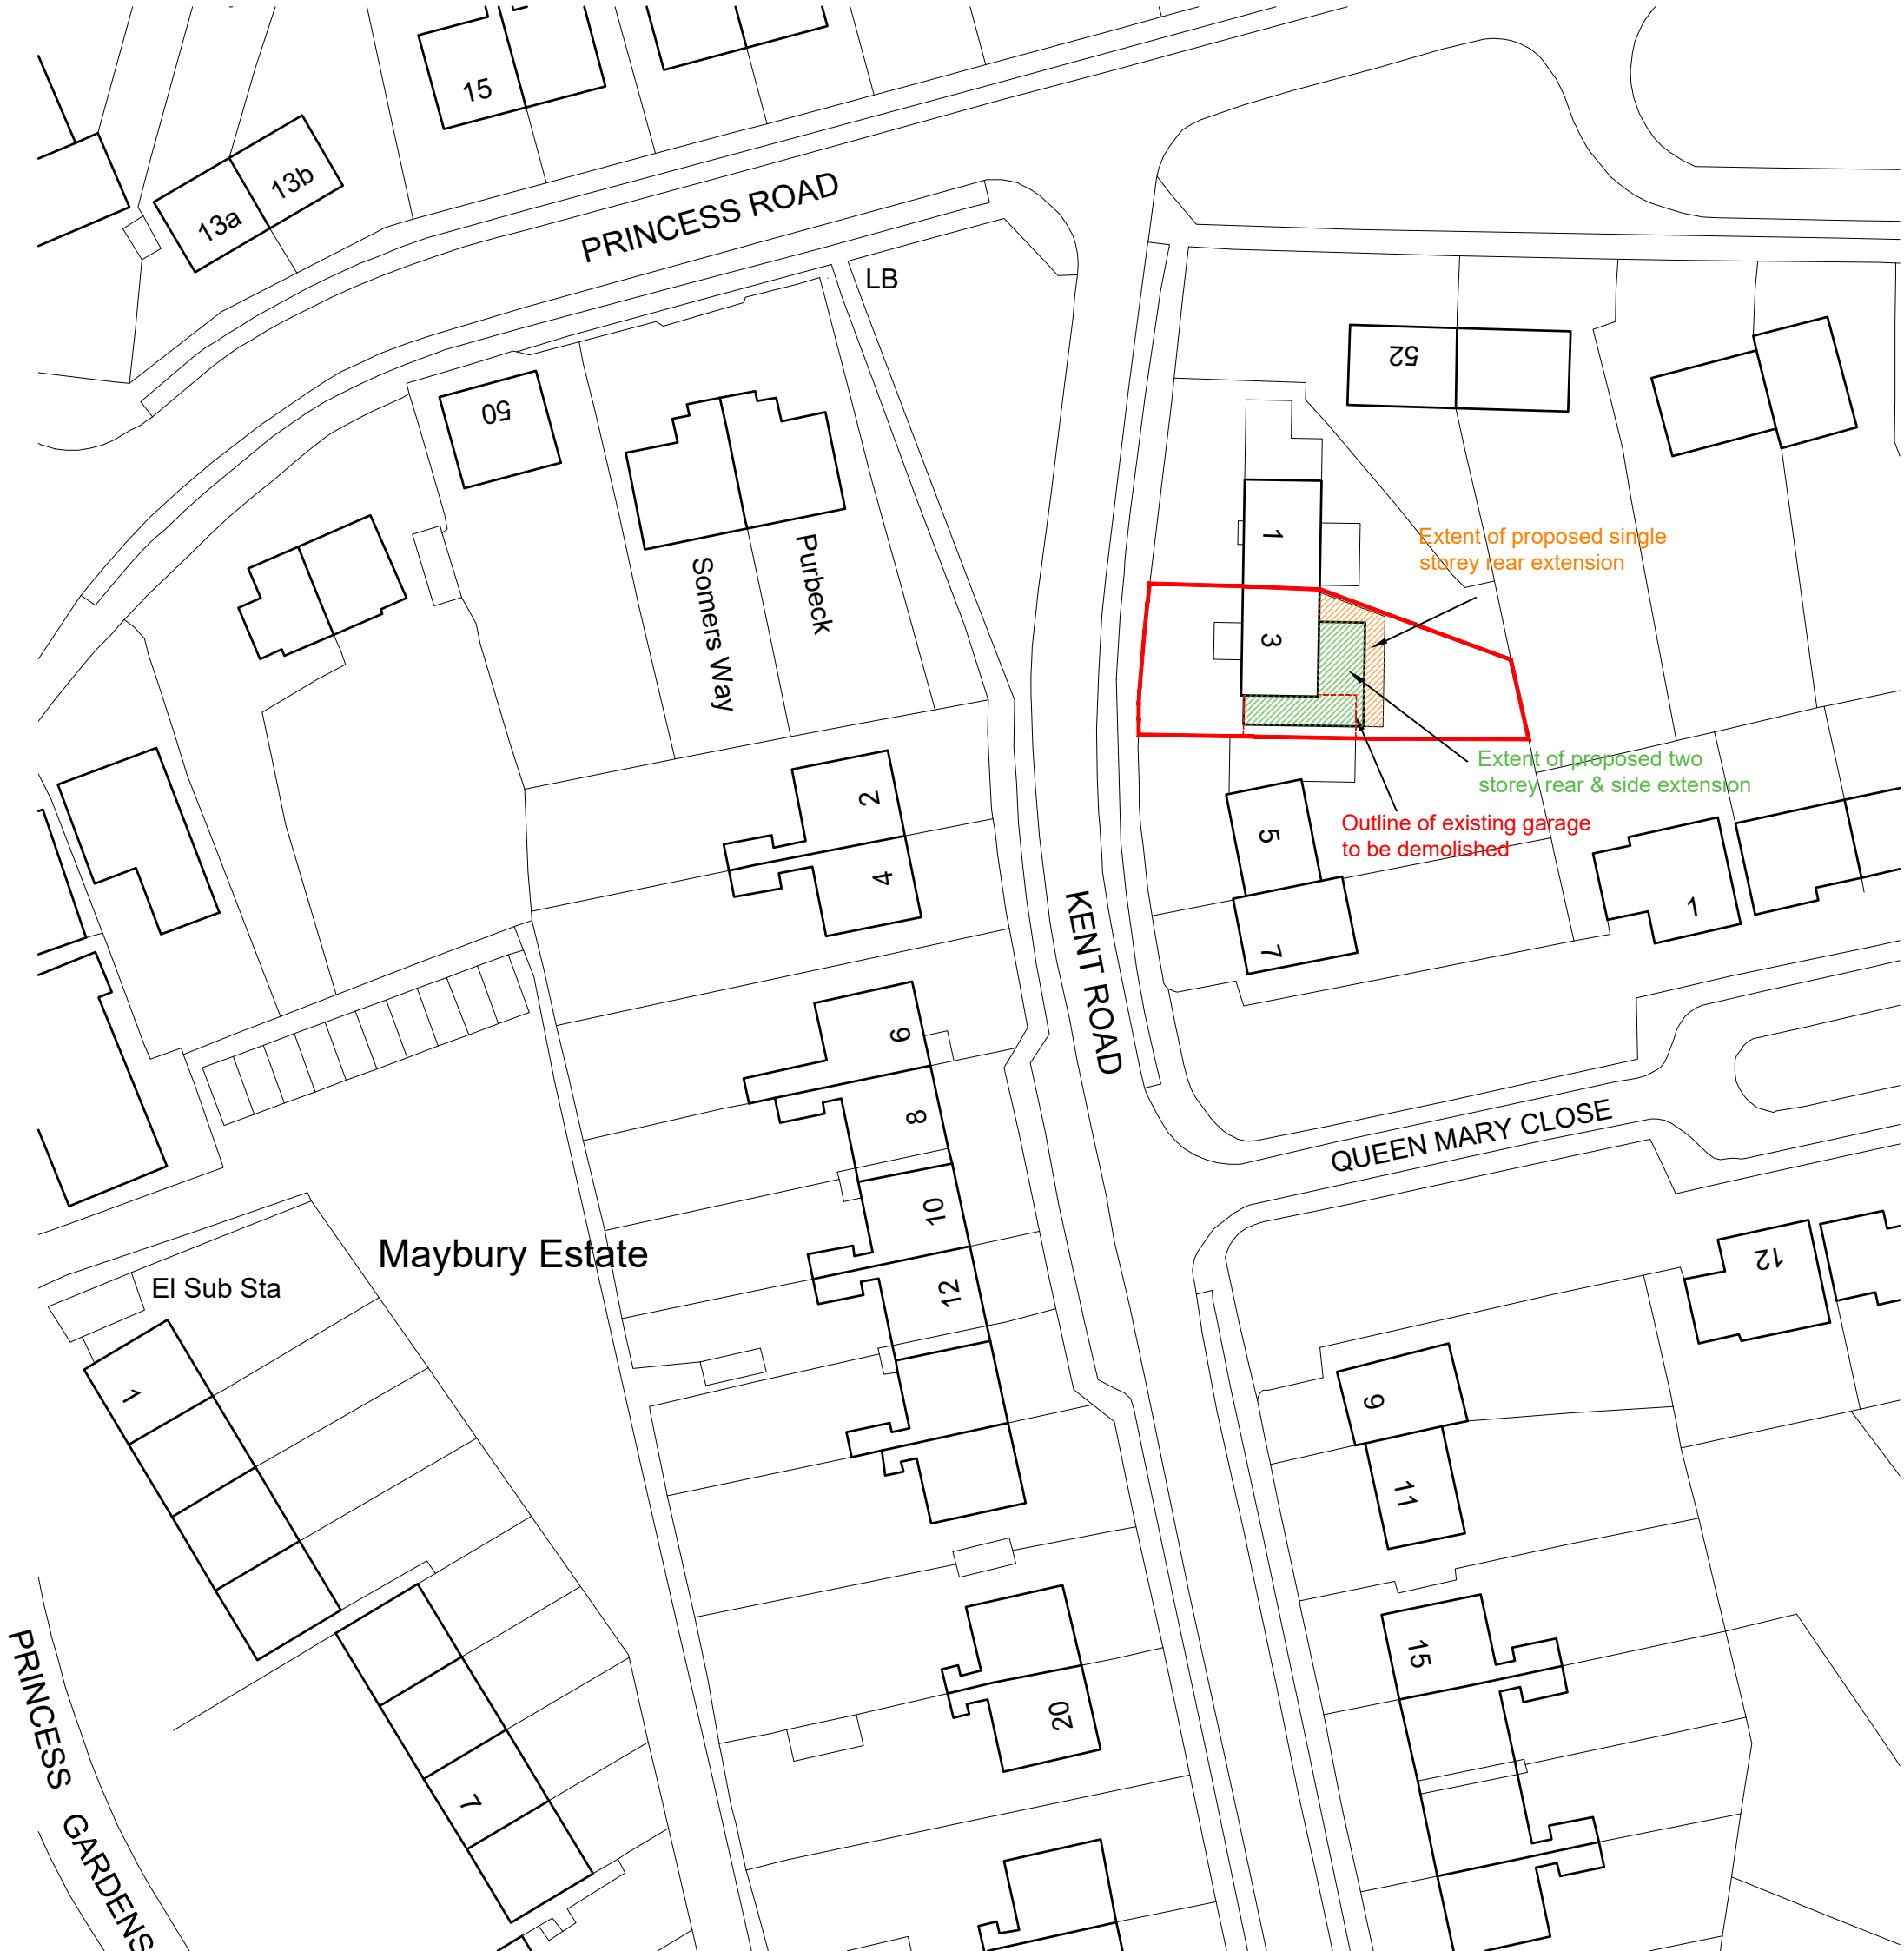 15
13b
13a
PRINCESS ROAD
LB
52
50
Purbeck
Somers Way
1
Extent of proposed single
storey rear extension
3
Extent of proposed two
storey rear & side extension
Outline of existing garage
to be demolished
2
4
5
7
1
KENT ROAD
6
8
10
12
QUEEN MARY CLOSE
Maybury Estate
El Sub Sta
12
1
9
11
15
20
7
PRINCESS GARDENS